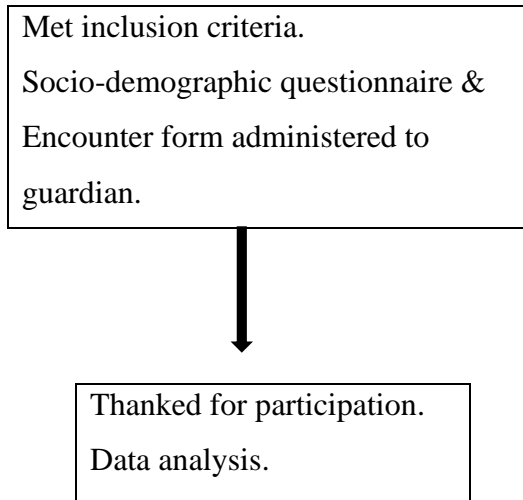 Met inclusion criteria.
Socio-demographic questionnaire &
Encounter form administered to
guardian.
Thanked for participation.
Data analysis.